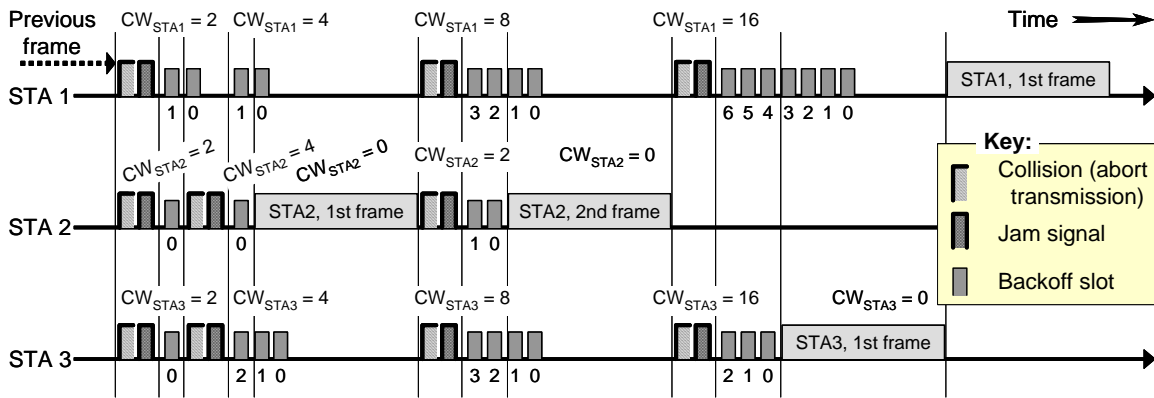 Previous frame
CW_STA1 = 2 CW_STA1 = 4 CW_STA1 = 8 CW_STA1 = 16 Time
STA 1 STA1, 1st frame
1 0 1 0 3 2 1 0 6 5 4 3 2 1 0
CW_STA2 = 2 CW_STA2 = 4 CW_STA2 = 0 CW_STA2 = 2 CW_STA2 = 0
STA 2 STA2, 1st frame STA2, 2nd frame
0 0 1 0
Key:
Collision (abort transmission)
Jam signal
Backoff slot
CW_STA3 = 2 CW_STA3 = 4 CW_STA3 = 8 CW_STA3 = 16 CW_STA3 = 0
STA 3 STA3, 1st frame
0 2 1 0 3 2 1 0 2 1 0